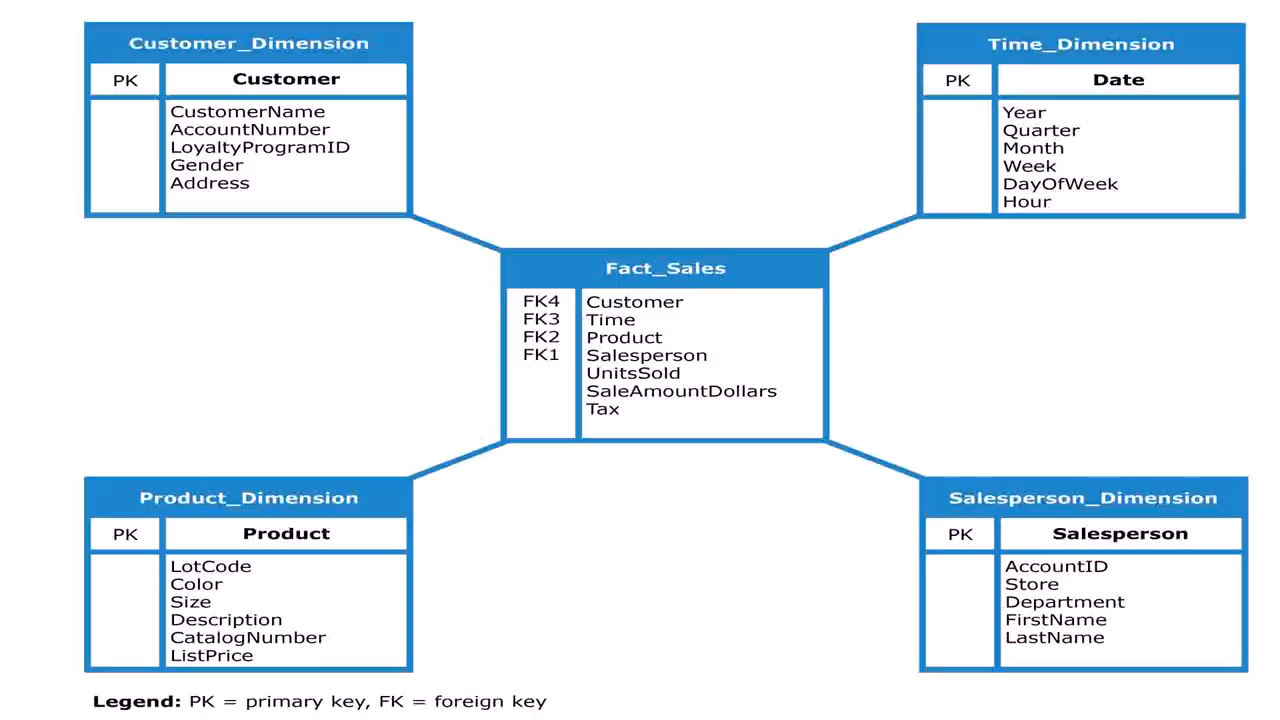 Customer_Dimension
PK Customer
CustomerName
AccountNumber
LoyaltyProgramID
Gender
Address
Time_Dimension
PK Date
Year
Quarter
Month
Week
DayOfWeek
Hour
Fact_Sales
FK4 Customer
FK3 Time
FK2 Product
FK1 Salesperson
UnitsSold
SaleAmountDollars
Tax
Product_Dimension
PK Product
LotCode
Color
Size
Description
CatalogNumber
ListPrice
Salesperson_Dimension
PK Salesperson
AccountID
Store
Department
FirstName
LastName
Legend: PK = primary key, FK = foreign key